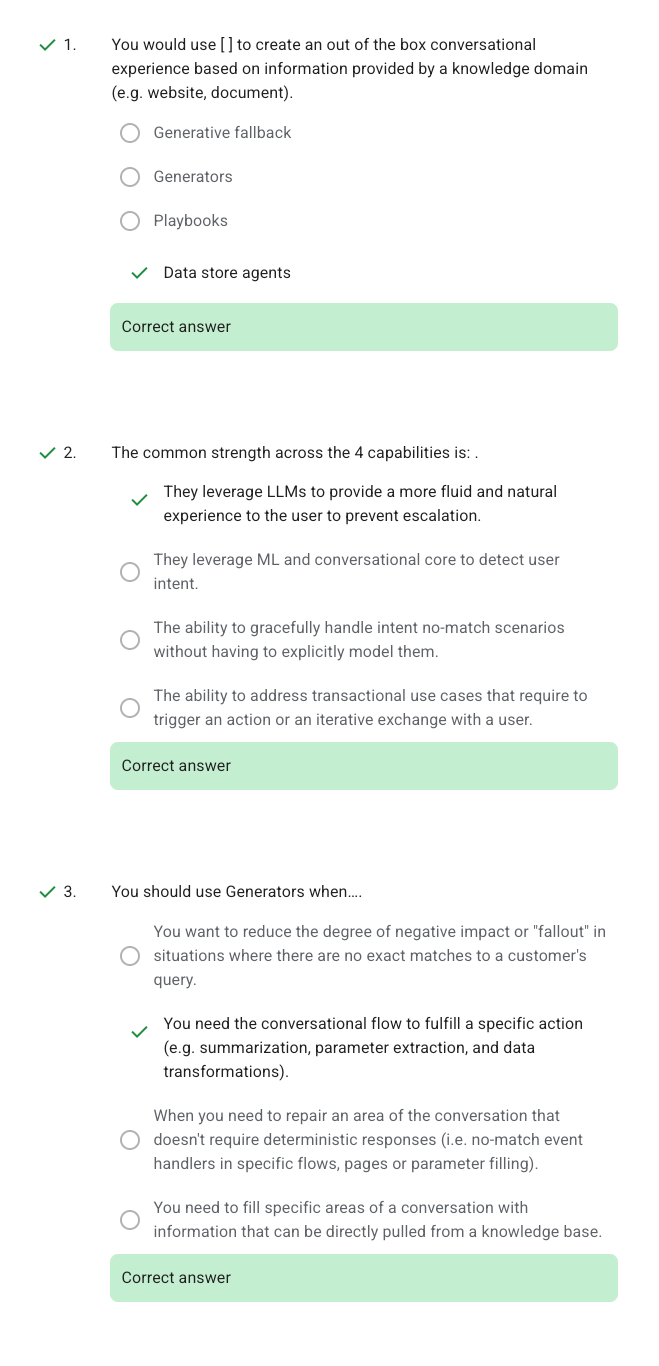 1. You would use [ ] to create an out of the box conversational
experience based on information provided by a knowledge domain
(e.g. website, document).
Generative fallback
Generators
Playbooks
Data store agents
Correct answer
2. The common strength across the 4 capabilities is: .
They leverage LLMs to provide a more fluid and natural
experience to the user to prevent escalation.
They leverage ML and conversational core to detect user
intent.
The ability to gracefully handle intent no-match scenarios
without having to explicitly model them.
The ability to address transactional use cases that require to
trigger an action or an iterative exchange with a user.
Correct answer
3. You should use Generators when....
You want to reduce the degree of negative impact or "fallout" in
situations where there are no exact matches to a customer's
query.
You need the conversational flow to fulfill a specific action
(e.g. summarization, parameter extraction, and data
transformations).
When you need to repair an area of the conversation that
doesn't require deterministic responses (i.e. no-match event
handlers in specific flows, pages or parameter filling).
You need to fill specific areas of a conversation with
information that can be directly pulled from a knowledge base.
Correct answer